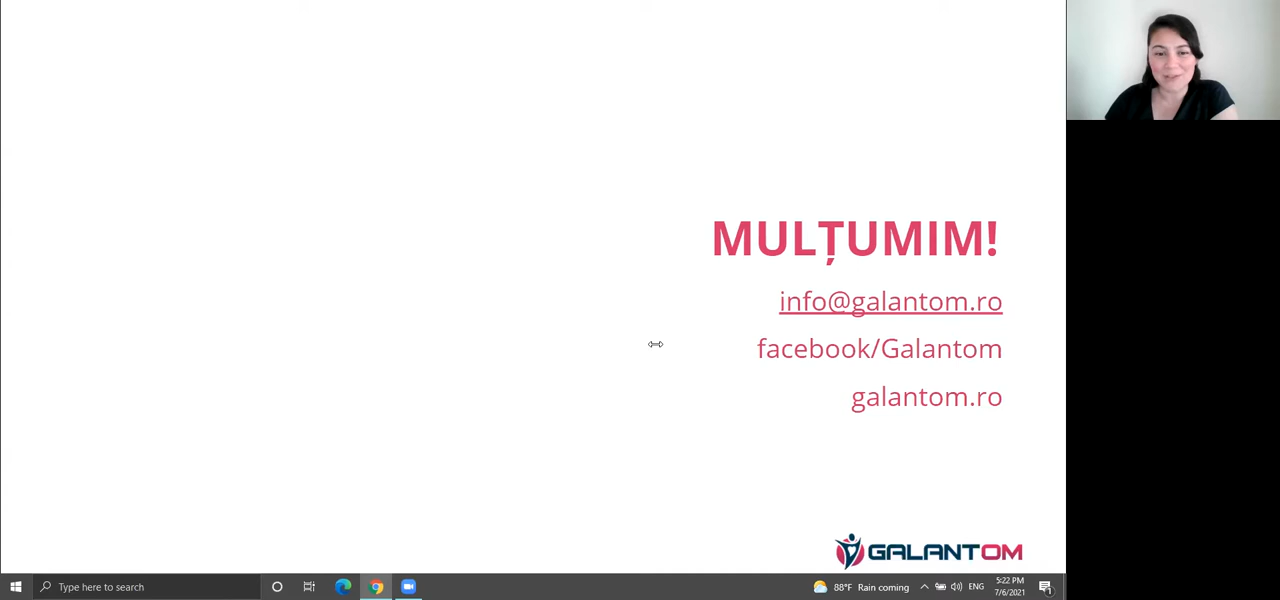 MULȚUMIM!
info@galantom.ro
facebook/Galantom
galantom.ro
GALANTOM
Type here to search
88°F Rain coming
ENG
5:22 PM
7/6/2021
1